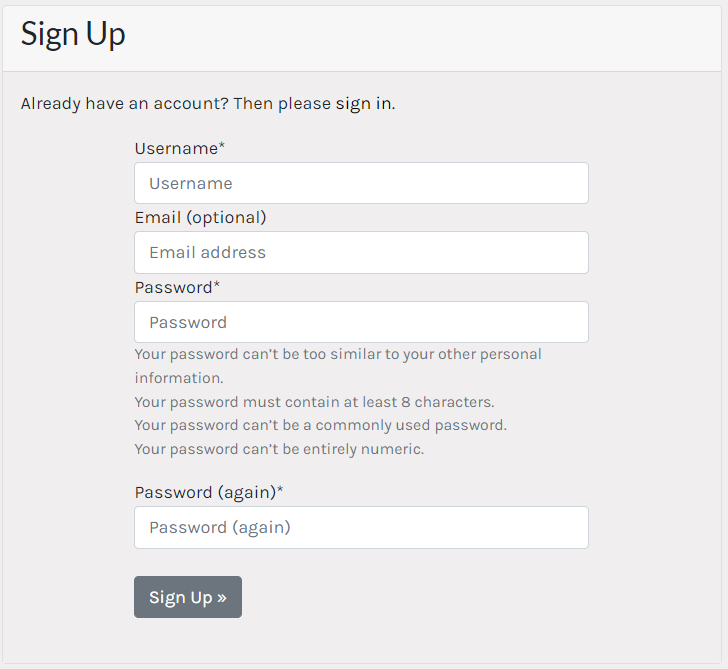 Sign Up
Already have an account? Then please sign in.
Username*
Username
Email (optional)
Email address
Password*
Password
Your password can’t be too similar to your other personal
information.
Your password must contain at least 8 characters.
Your password can’t be a commonly used password.
Your password can’t be entirely numeric.
Password (again)*
Password (again)
Sign Up »